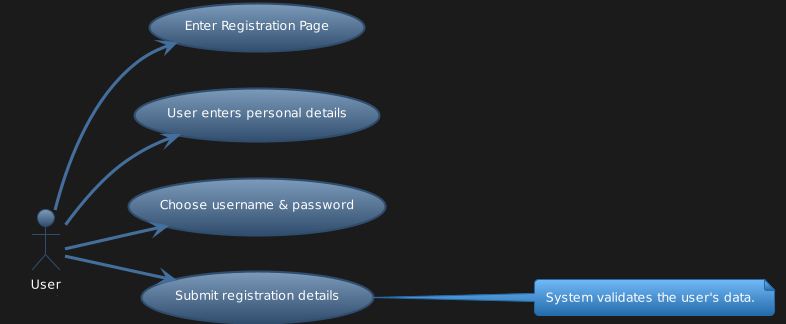 Enter Registration Page
User enters personal details
Choose username & password
User
Submit registration details
System validates the user's data.